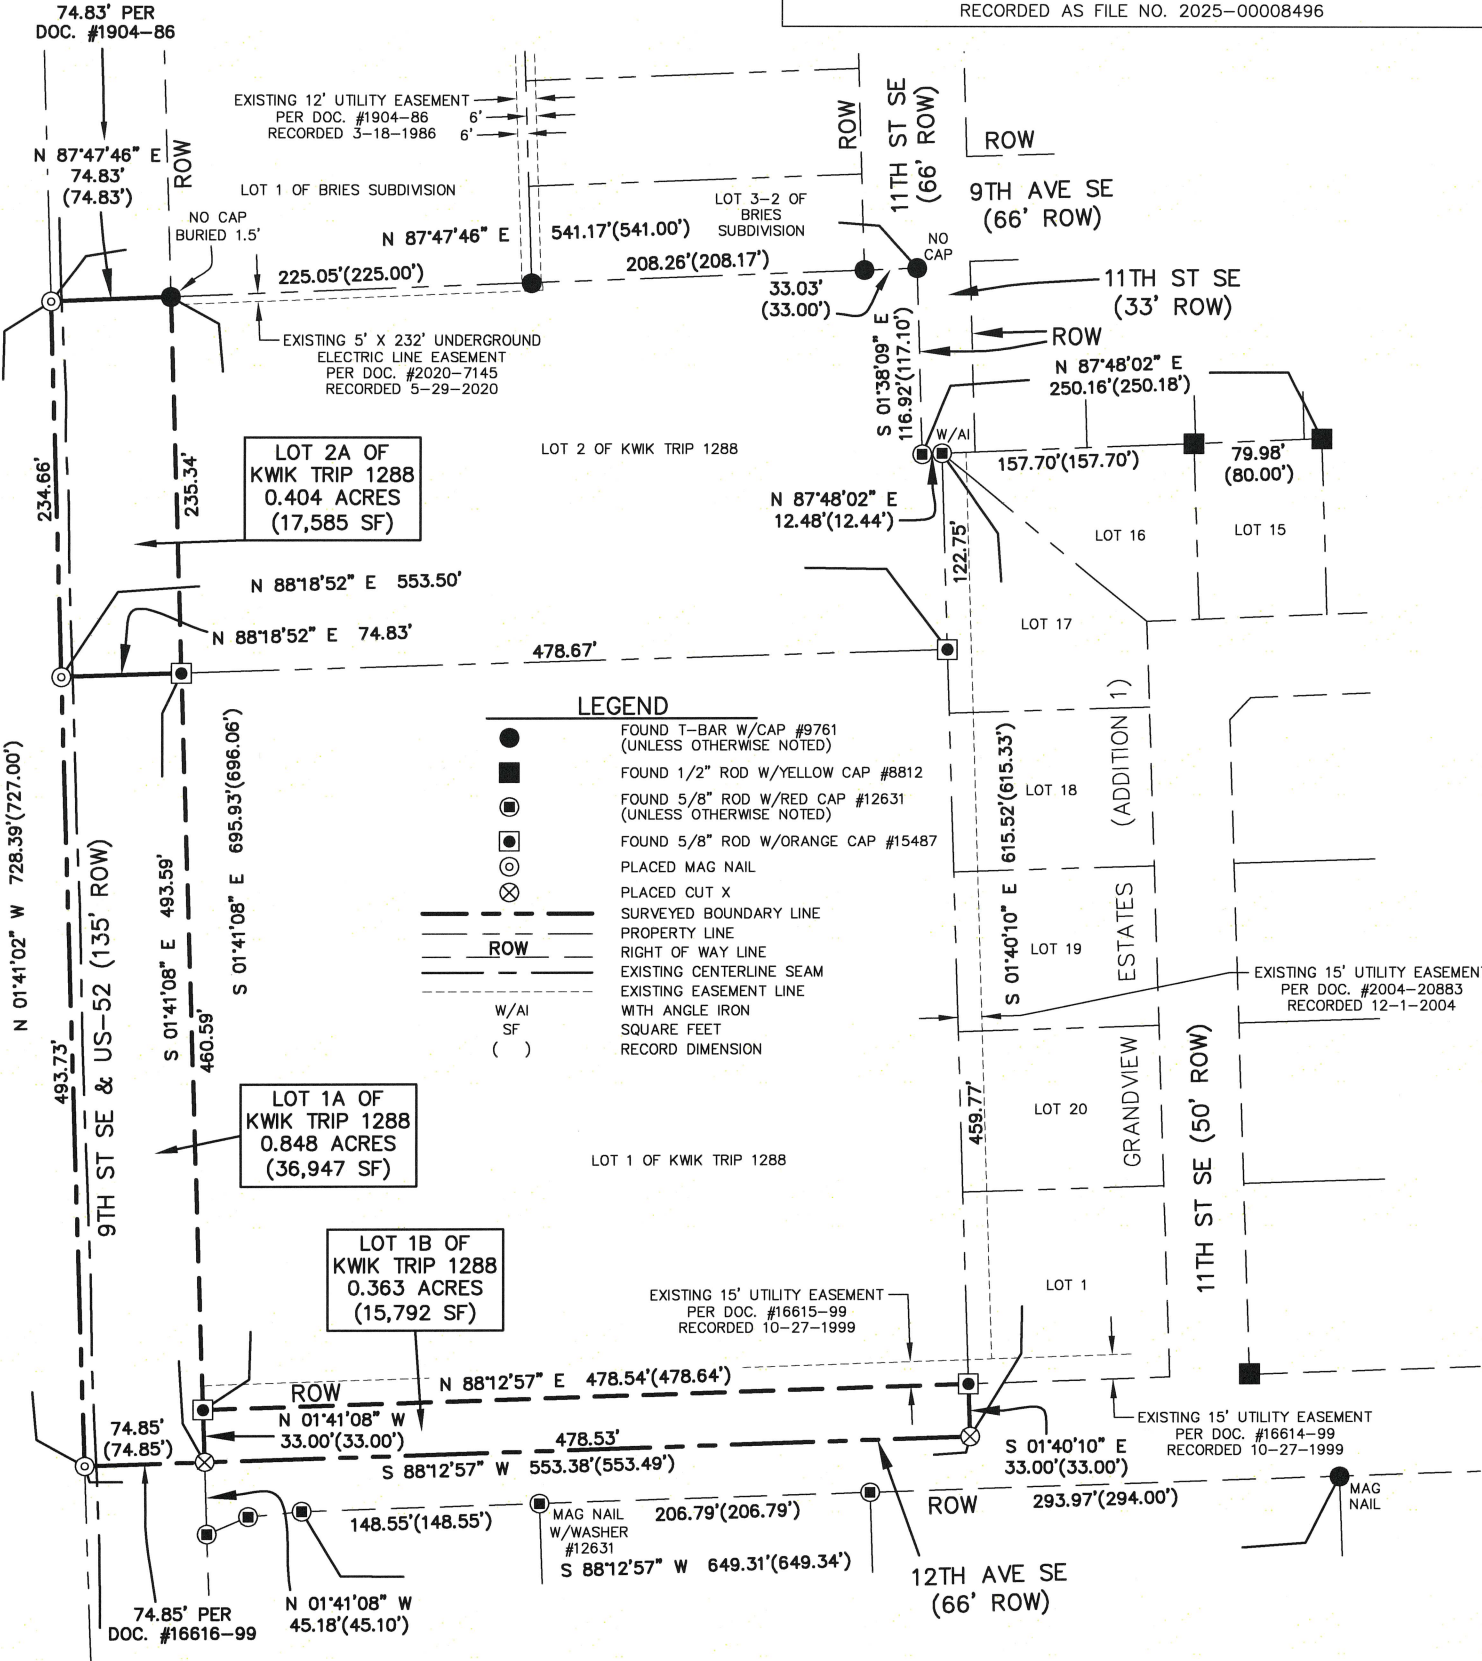 RECORDED AS FILE NO. 2025-00008496
74.83' PER
DOC. #1904-86
EXISTING 12' UTILITY EASEMENT
PER DOC. #1904-86
RECORDED 3-18-1986
6'
6'
ROW
11TH ST SE
(66' ROW)
ROW
N 87°47'46" E
74.83'
(74.83')
ROW
LOT 1 OF BRIES SUBDIVISION
LOT 3-2 OF
BRIES
SUBDIVISION
9TH AVE SE
(66' ROW)
NO CAP
BURIED 1.5'
N 87°47'46" E 541.17'(541.00')
NO
CAP
225.05'(225.00')
208.26'(208.17')
33.03'
(33.00')
11TH ST SE
(33' ROW)
EXISTING 5' X 232' UNDERGROUND
ELECTRIC LINE EASEMENT
PER DOC. #2020-7145
RECORDED 5-29-2020
ROW
S 01°38'09" E
116.92'(117.10')
N 87°48'02" E
250.16'(250.18')
W/AI
157.70'(157.70')
79.98'
(80.00')
LOT 2A OF
KWIK TRIP 1288
0.404 ACRES
(17,585 SF)
234.66'
235.34'
LOT 2 OF KWIK TRIP 1288
N 87°48'02" E
12.48'(12.44')
122.75'
LOT 16
LOT 15
N 88°18'52" E 553.50'
N 88°18'52" E 74.83'
478.67'
LOT 17
LEGEND
FOUND T-BAR W/CAP #9761
(UNLESS OTHERWISE NOTED)
FOUND 1/2" ROD W/YELLOW CAP #8812
FOUND 5/8" ROD W/RED CAP #12631
(UNLESS OTHERWISE NOTED)
FOUND 5/8" ROD W/ORANGE CAP #15487
PLACED MAG NAIL
PLACED CUT X
SURVEYED BOUNDARY LINE
PROPERTY LINE
ROW RIGHT OF WAY LINE
EXISTING CENTERLINE SEAM
EXISTING EASEMENT LINE
W/AI WITH ANGLE IRON
SF SQUARE FEET
( ) RECORD DIMENSION
N 01°41'02" W 728.39'(727.00')
493.73'
9TH ST SE & US-52 (135' ROW)
S 01°41'08" E 493.59'
460.59'
S 01°41'08" E 695.93'(696.06')
S 01°40'10" E 615.52'(615.33')
459.77'
LOT 18
LOT 19
LOT 20
LOT 1
GRANDVIEW ESTATES (ADDITION 1)
11TH ST SE (50' ROW)
EXISTING 15' UTILITY EASEMENT
PER DOC. #2004-20883
RECORDED 12-1-2004
LOT 1A OF
KWIK TRIP 1288
0.848 ACRES
(36,947 SF)
LOT 1 OF KWIK TRIP 1288
LOT 1B OF
KWIK TRIP 1288
0.363 ACRES
(15,792 SF)
EXISTING 15' UTILITY EASEMENT
PER DOC. #16615-99
RECORDED 10-27-1999
ROW
N 88°12'57" E 478.54'(478.64')
N 01°41'08" W
33.00'(33.00')
74.85'
(74.85')
478.53'
S 88°12'57" W 553.38'(553.49')
S 01°40'10" E
33.00'(33.00')
EXISTING 15' UTILITY EASEMENT
PER DOC. #16614-99
RECORDED 10-27-1999
148.55'(148.55')
MAG NAIL
W/WASHER
#12631
206.79'(206.79')
ROW
293.97'(294.00')
MAG
NAIL
S 88°12'57" W 649.31'(649.34')
12TH AVE SE
(66' ROW)
N 01°41'08" W
45.18'(45.10')
74.85' PER
DOC. #16616-99